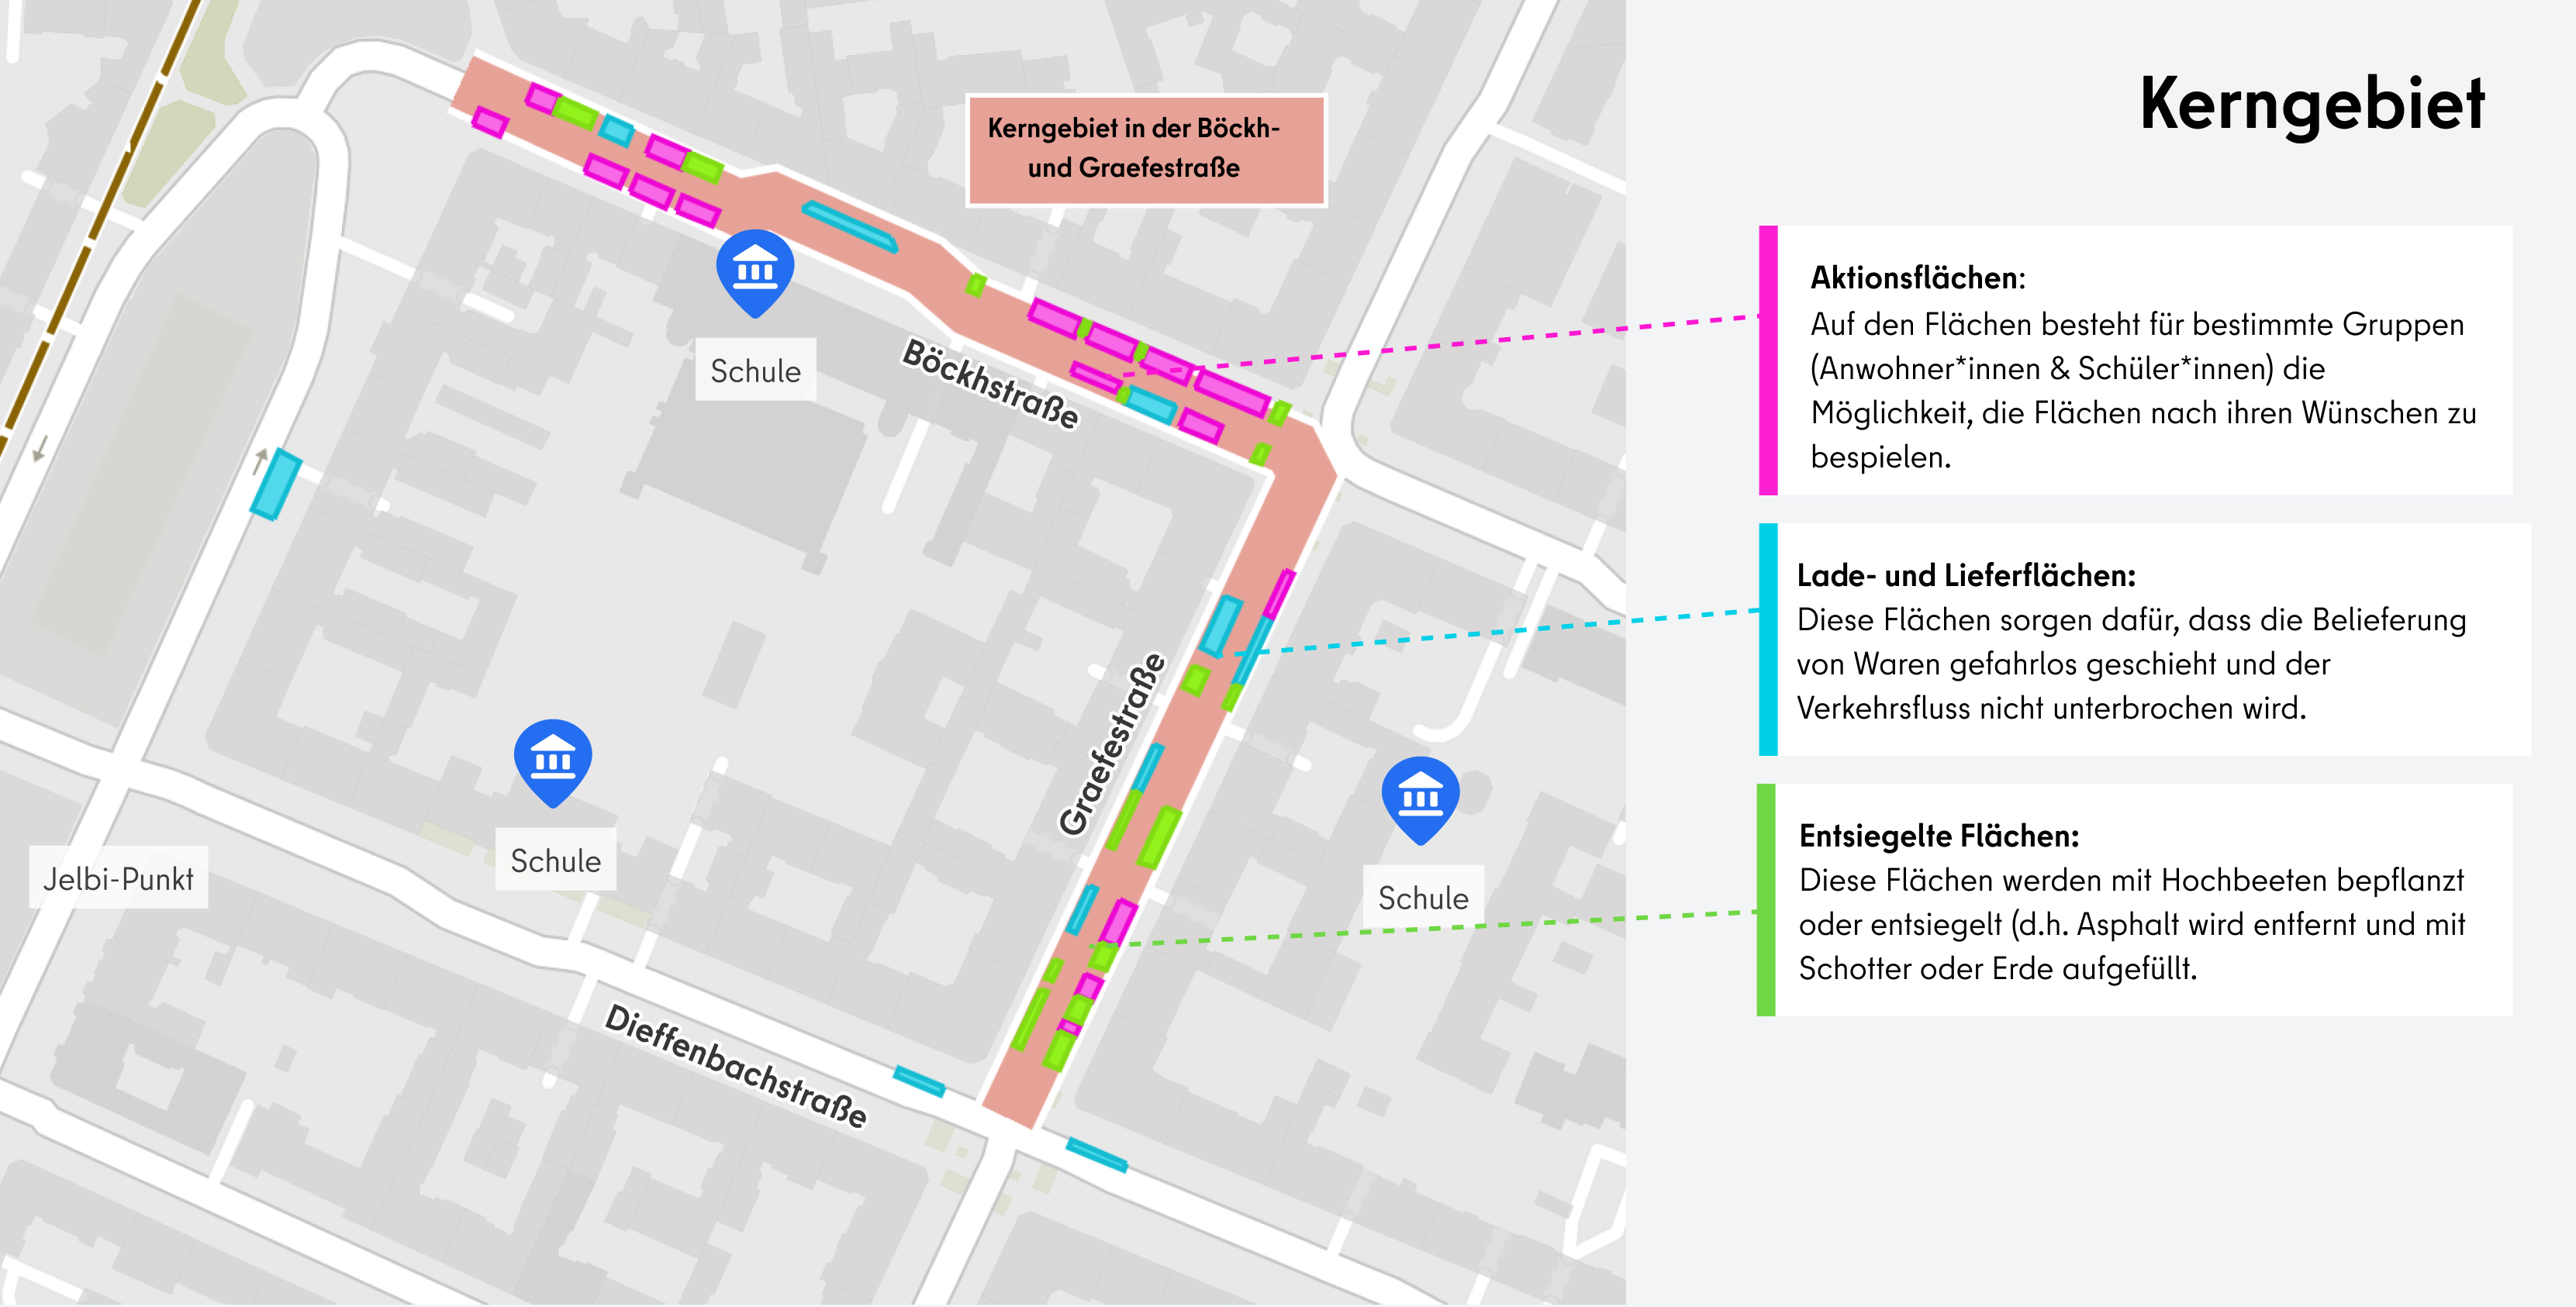 Kerngebiet
Kerngebiet in der Böckh-
und Graefestraße
Aktionsflächen:
Auf den Flächen besteht für bestimmte Gruppen
(Anwohner*innen & Schüler*innen) die
Möglichkeit, die Flächen nach ihren Wünschen zu
bespielen.
Lade- und Lieferflächen:
Diese Flächen sorgen dafür, dass die Belieferung
von Waren gefahrlos geschieht und der
Verkehrsfluss nicht unterbrochen wird.
Entsiegelte Flächen:
Diese Flächen werden mit Hochbeeten bepflanzt
oder entsiegelt (d.h. Asphalt wird entfernt und mit
Schotter oder Erde aufgefüllt.
Schule
Böckhstraße
Graefestraße
Schule
Jelbi-Punkt
Schule
Dieffenbachstraße